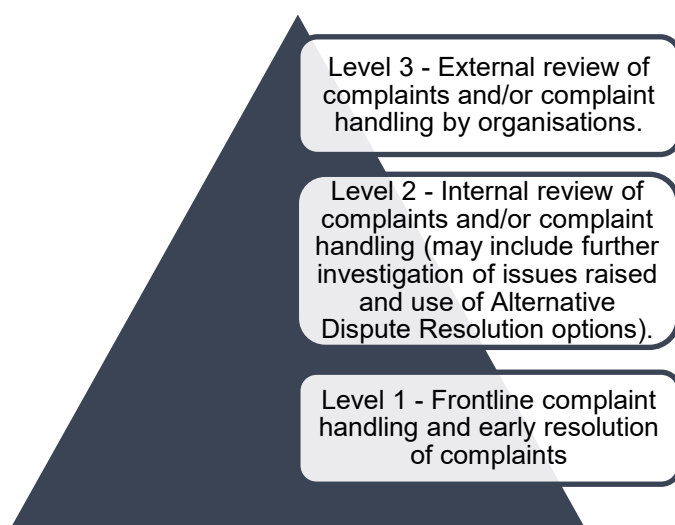 Level 3 - External review of
complaints and/or complaint
handling by organisations.
Level 2 - Internal review of
complaints and/or complaint
handling (may include further
investigation of issues raised
and use of Alternative
Dispute Resolution options).
Level 1 - Frontline complaint
handling and early resolution
of complaints